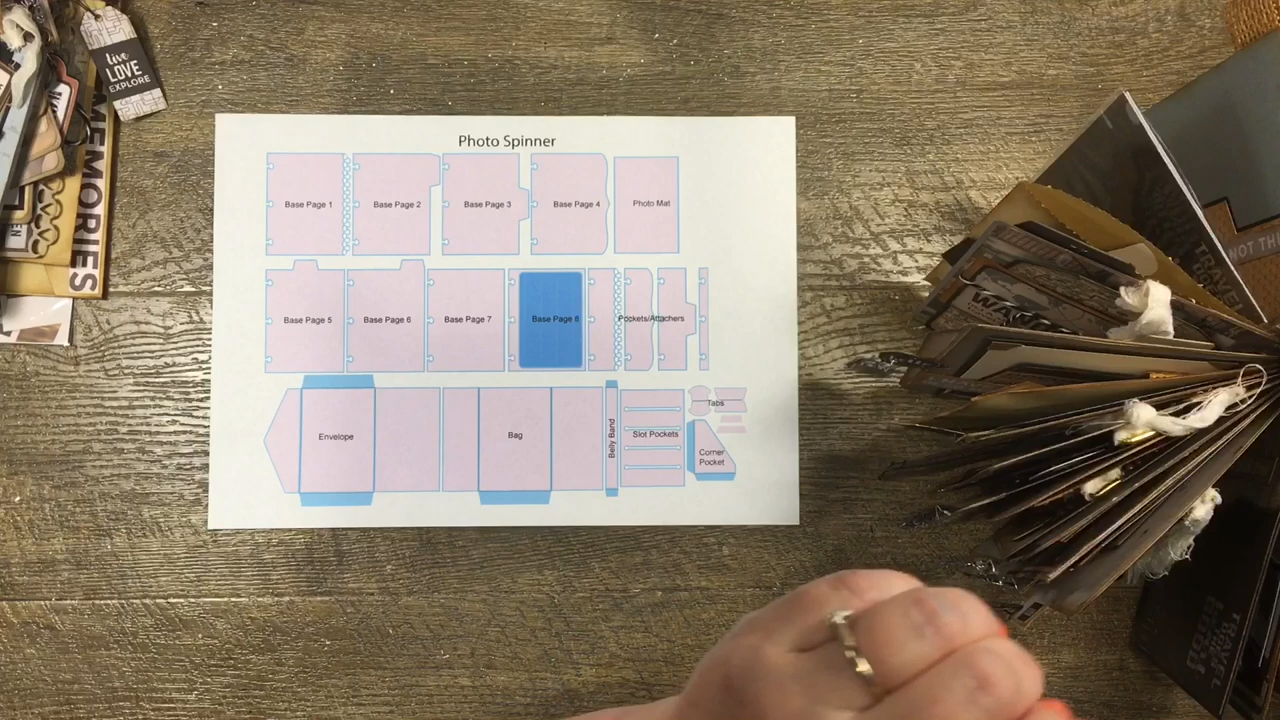 live
LOVE
EXPLORE
MEMORIES
Photo Spinner
Base Page 1
Base Page 2
Base Page 3
Base Page 4
Photo Mat
Base Page 5
Base Page 6
Base Page 7
Base Page 8
Pockets/Attachers
Envelope
Bag
Belly Band
Slot Pockets
Tabs
Corner
Pocket
TRAVEL
NOT